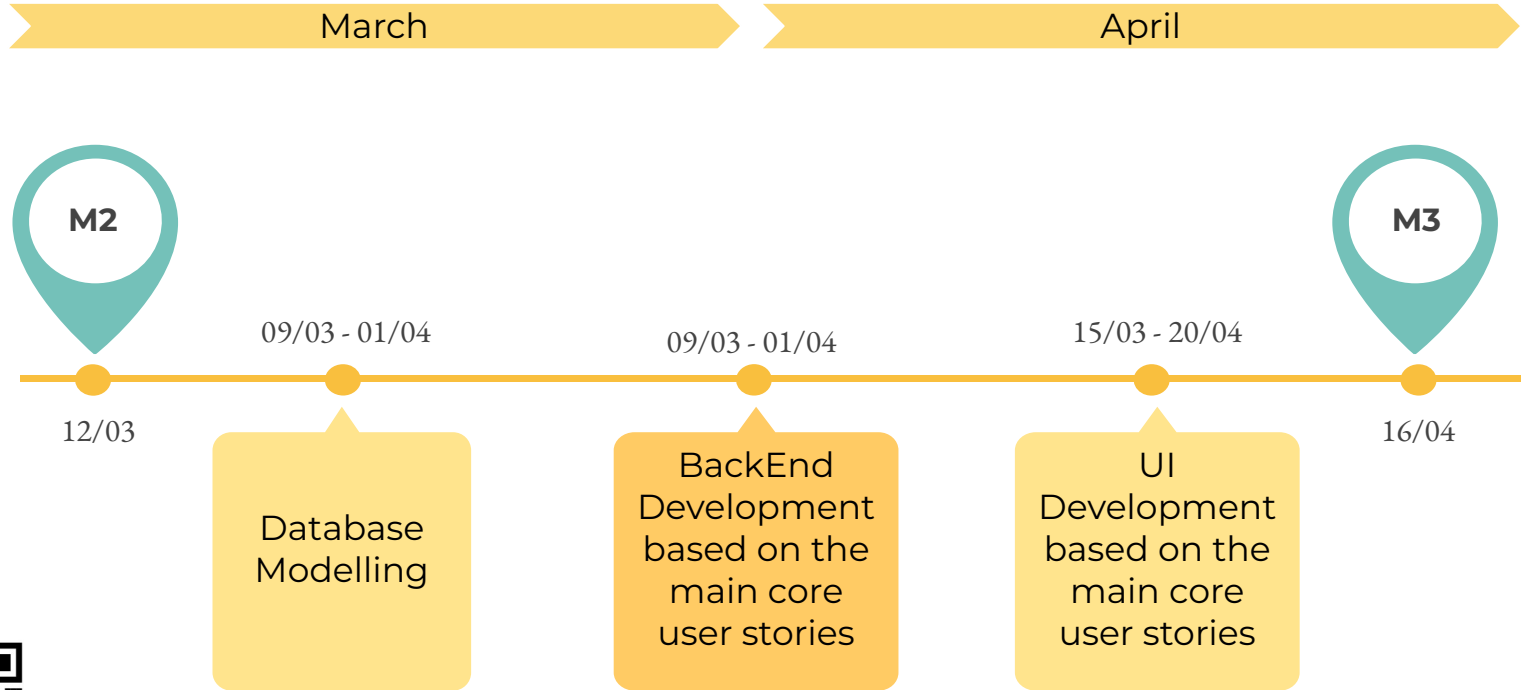 March
April
M2
M3
09/03 - 01/04
09/03 - 01/04
15/03 - 20/04
12/03
16/04
Database
Modelling
BackEnd
Development
based on the
main core
user stories
UI
Development
based on the
main core
user stories